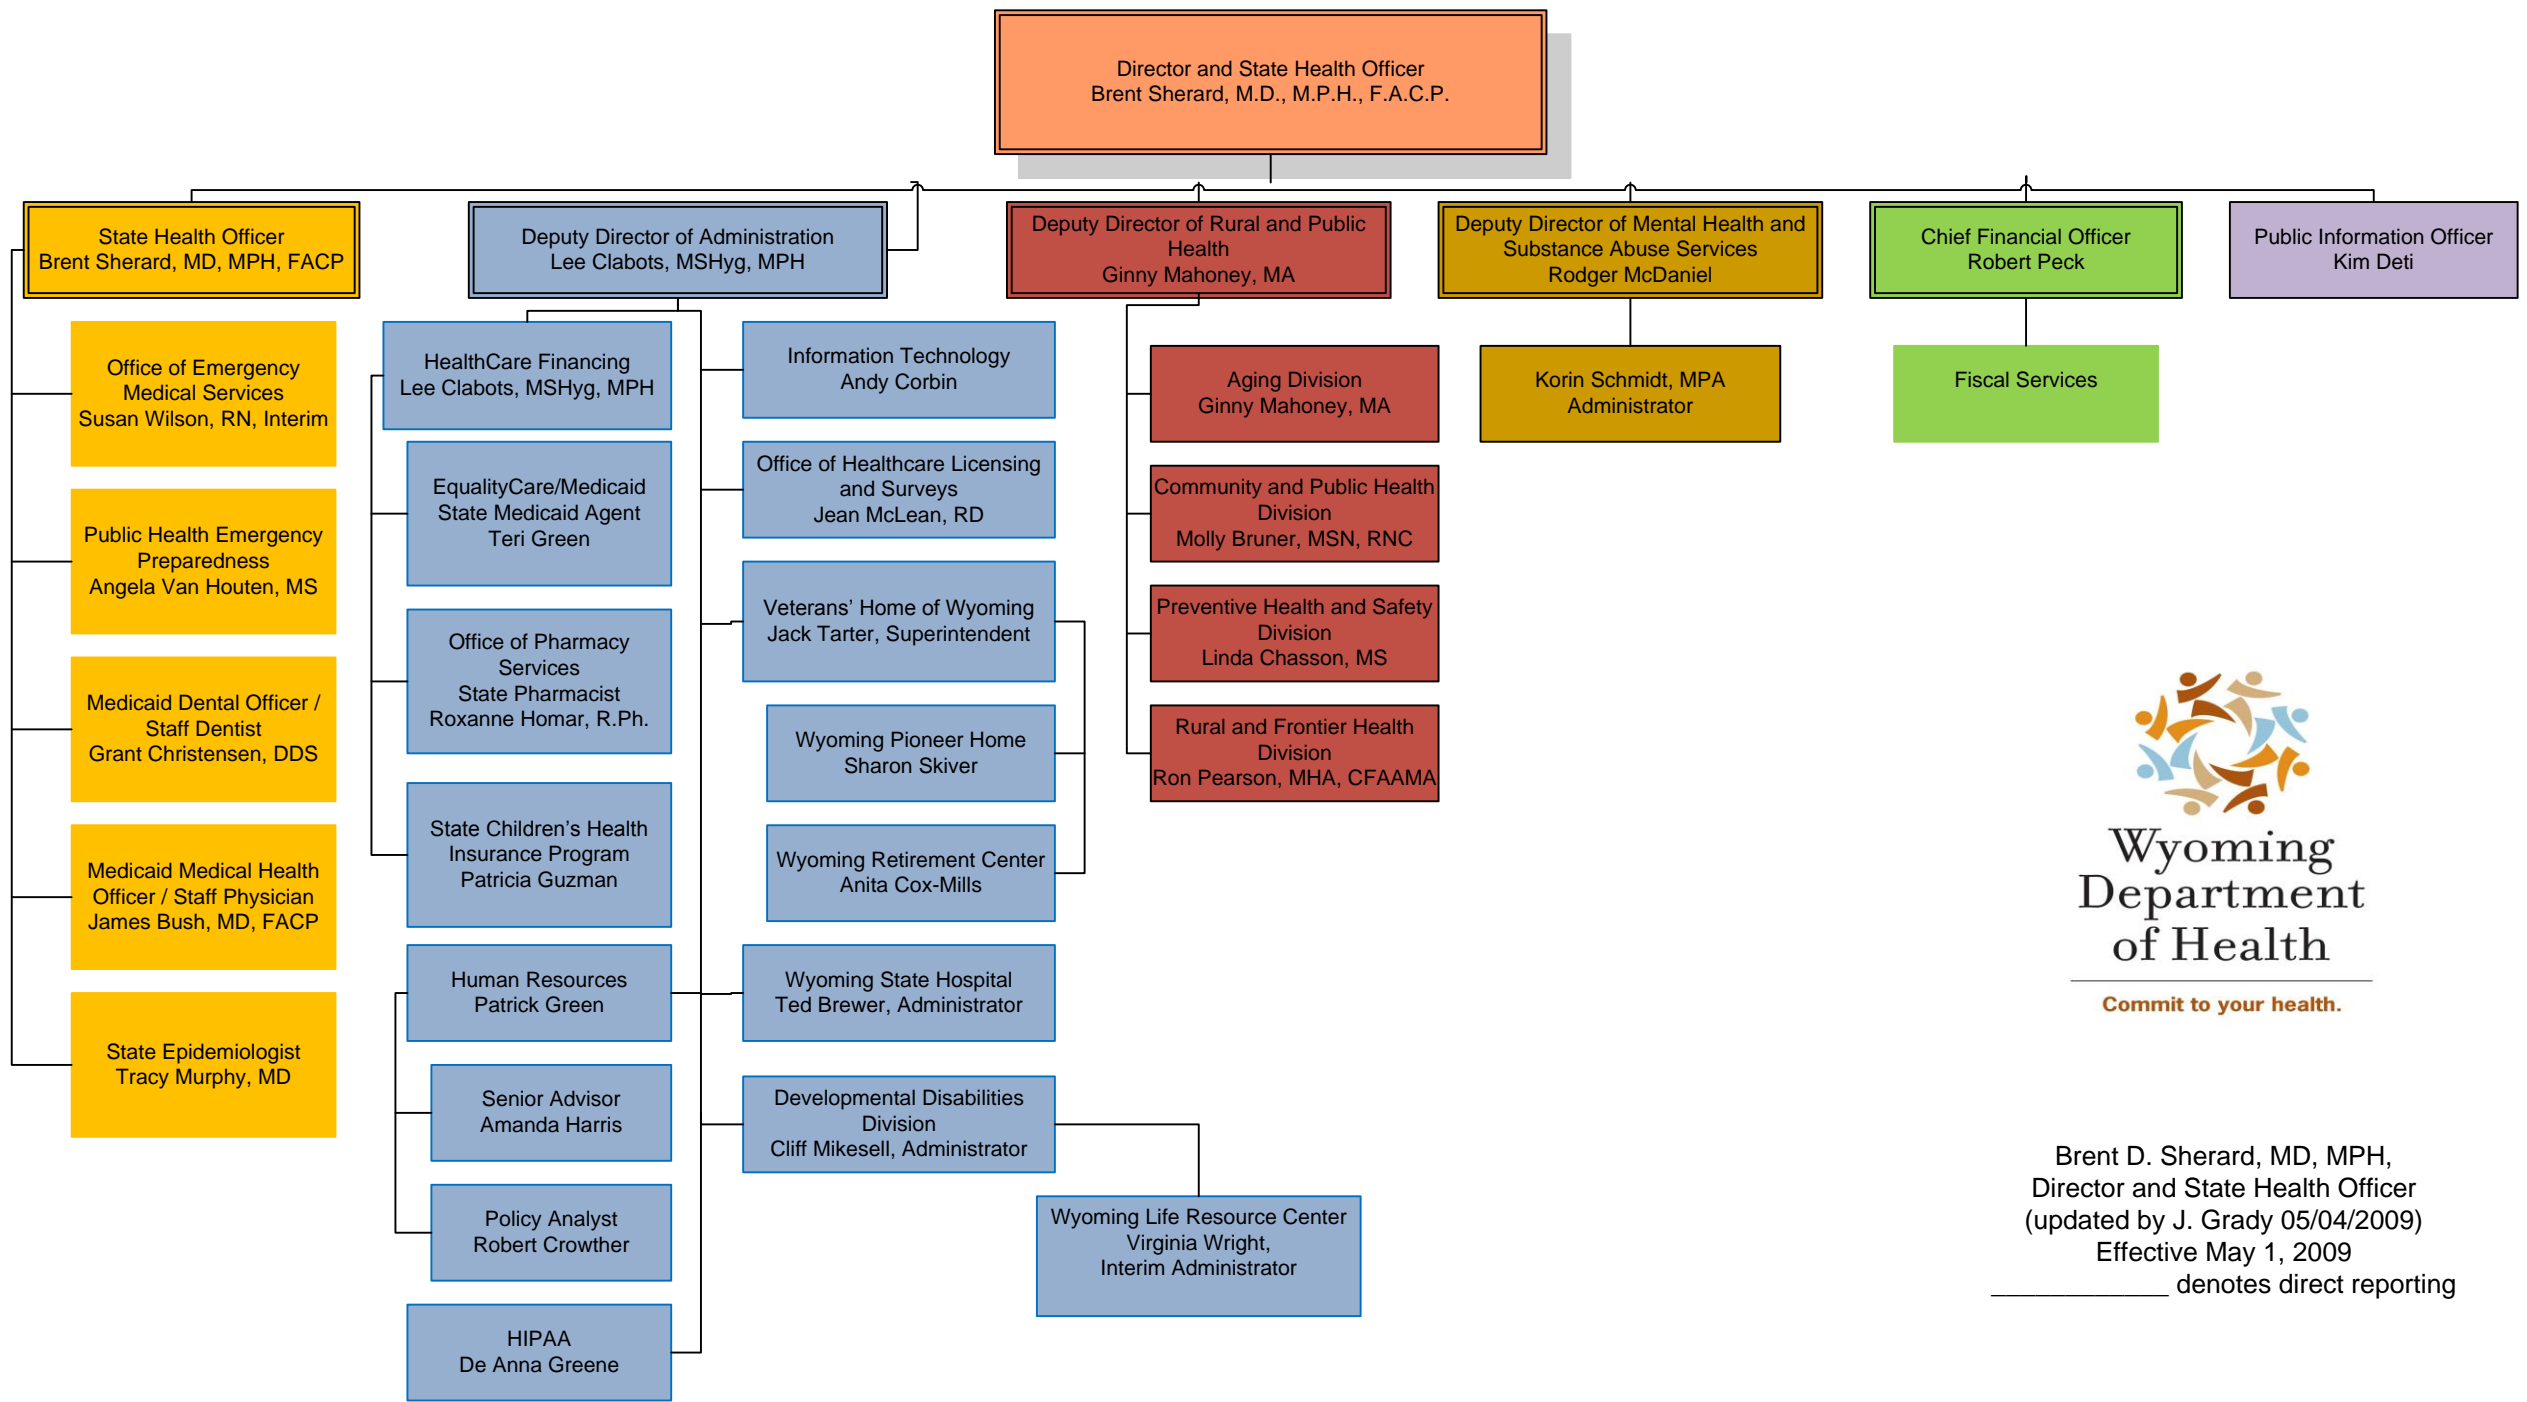 Director and State Health Officer
Brent Sherard, M.D., M.P.H., F.A.C.P.
State Health Officer
Brent Sherard, MD, MPH, FACP
Deputy Director of Administration
Lee Clabots, MSHyg, MPH
Deputy Director of Rural and Public
Health
Ginny Mahoney, MA
Deputy Director of Mental Health and
Substance Abuse Services
Rodger McDaniel
Chief Financial Officer
Robert Peck
Public Information Officer
Kim Deti
Office of Emergency
Medical Services
Susan Wilson, RN, Interim
Public Health Emergency
Preparedness
Angela Van Houten, MS
Medicaid Dental Officer /
Staff Dentist
Grant Christensen, DDS
Medicaid Medical Health
Officer / Staff Physician
James Bush, MD, FACP
State Epidemiologist
Tracy Murphy, MD
HealthCare Financing
Lee Clabots, MSHyg, MPH
EqualityCare/Medicaid
State Medicaid Agent
Teri Green
Office of Pharmacy
Services
State Pharmacist
Roxanne Homar, R.Ph.
State Children’s Health
Insurance Program
Patricia Guzman
Human Resources
Patrick Green
Senior Advisor
Amanda Harris
Policy Analyst
Robert Crowther
HIPAA
De Anna Greene
Information Technology
Andy Corbin
Office of Healthcare Licensing
and Surveys
Jean McLean, RD
Veterans’ Home of Wyoming
Jack Tarter, Superintendent
Wyoming Pioneer Home
Sharon Skiver
Wyoming Retirement Center
Anita Cox-Mills
Wyoming State Hospital
Ted Brewer, Administrator
Developmental Disabilities
Division
Cliff Mikesell, Administrator
Wyoming Life Resource Center
Virginia Wright,
Interim Administrator
Aging Division
Ginny Mahoney, MA
Community and Public Health
Division
Molly Bruner, MSN, RNC
Preventive Health and Safety
Division
Linda Chasson, MS
Rural and Frontier Health
Division
Ron Pearson, MHA, CFAAMA
Korin Schmidt, MPA
Administrator
Fiscal Services
Wyoming
Department
of Health
Commit to your health.
Brent D. Sherard, MD, MPH,
Director and State Health Officer
(updated by J. Grady 05/04/2009)
Effective May 1, 2009
____________ denotes direct reporting